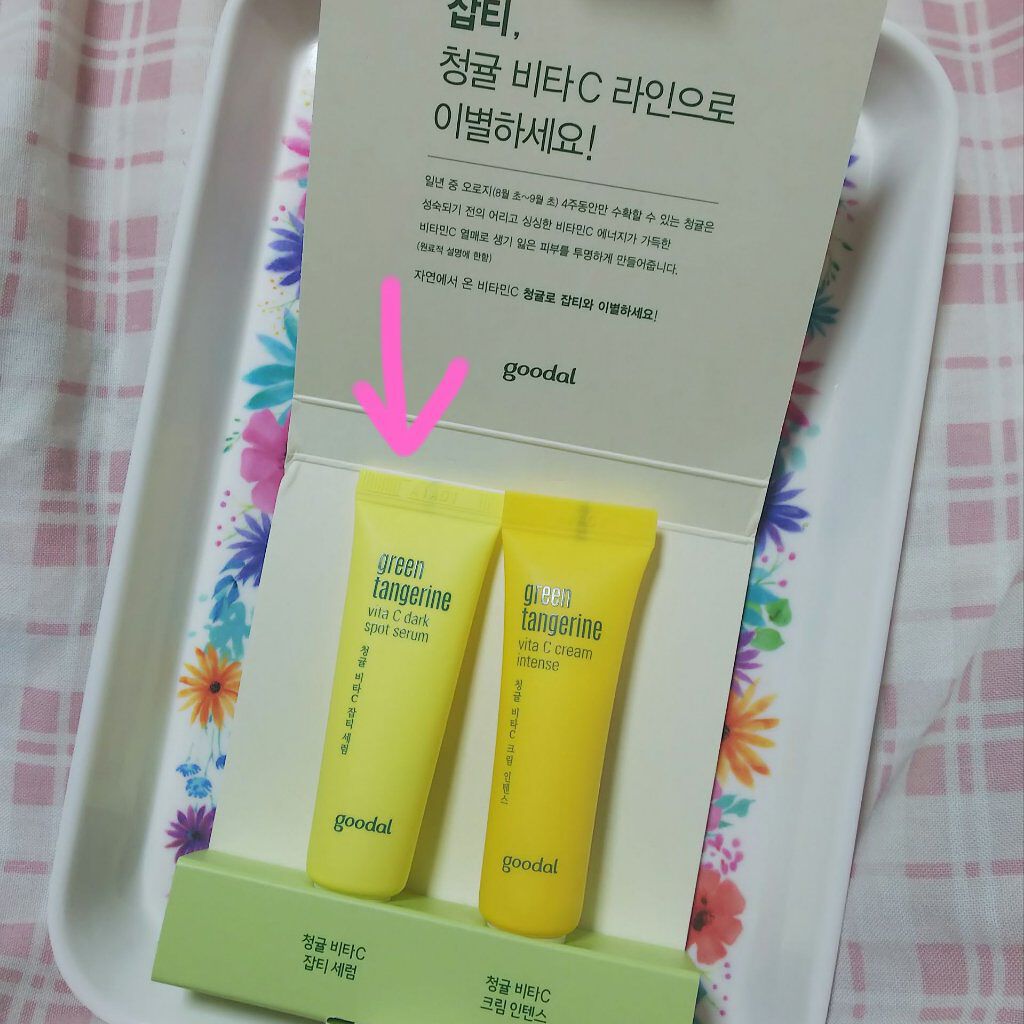 잡티,
청귤 비타C 라인으로
이별하세요!
일년 중 오로지(8월 초~9월 초) 4주동안만 수확할 수 있는 청귤은
성숙되기 전의 어리고 싱싱한 비타민C 에너지가 가득한
비타민C 열매로 생기 잃은 피부를 투명하게 만들어줍니다.
(원료적 설명에 한함)
자연에서 온 비타민C 청귤로 잡티와 이별하세요!
goodal
green
tangerine
vita C dark
spot serum
청귤 비타C 잡티 세럼
goodal
green
tangerine
vita C cream
intense
청귤 비타C 크림 인텐스
goodal
청귤 비타C
잡티 세럼
청귤 비타C
크림 인텐스